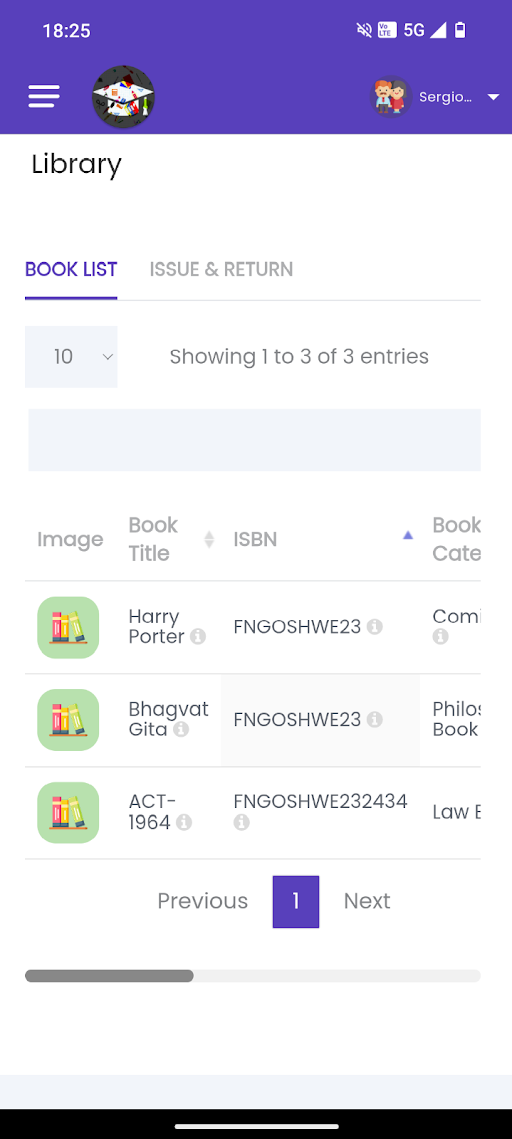 18:25
Vo LTE 5G
Sergio...
Library
BOOK LIST ISSUE & RETURN
10 Showing 1 to 3 of 3 entries
Image Book Title ISBN Book Cate
Harry Porter FNGOSHWE23 Comi
Bhagvat Gita FNGOSHWE23 Philos Book
ACT-1964 FNGOSHWE232434 Law
Previous 1 Next